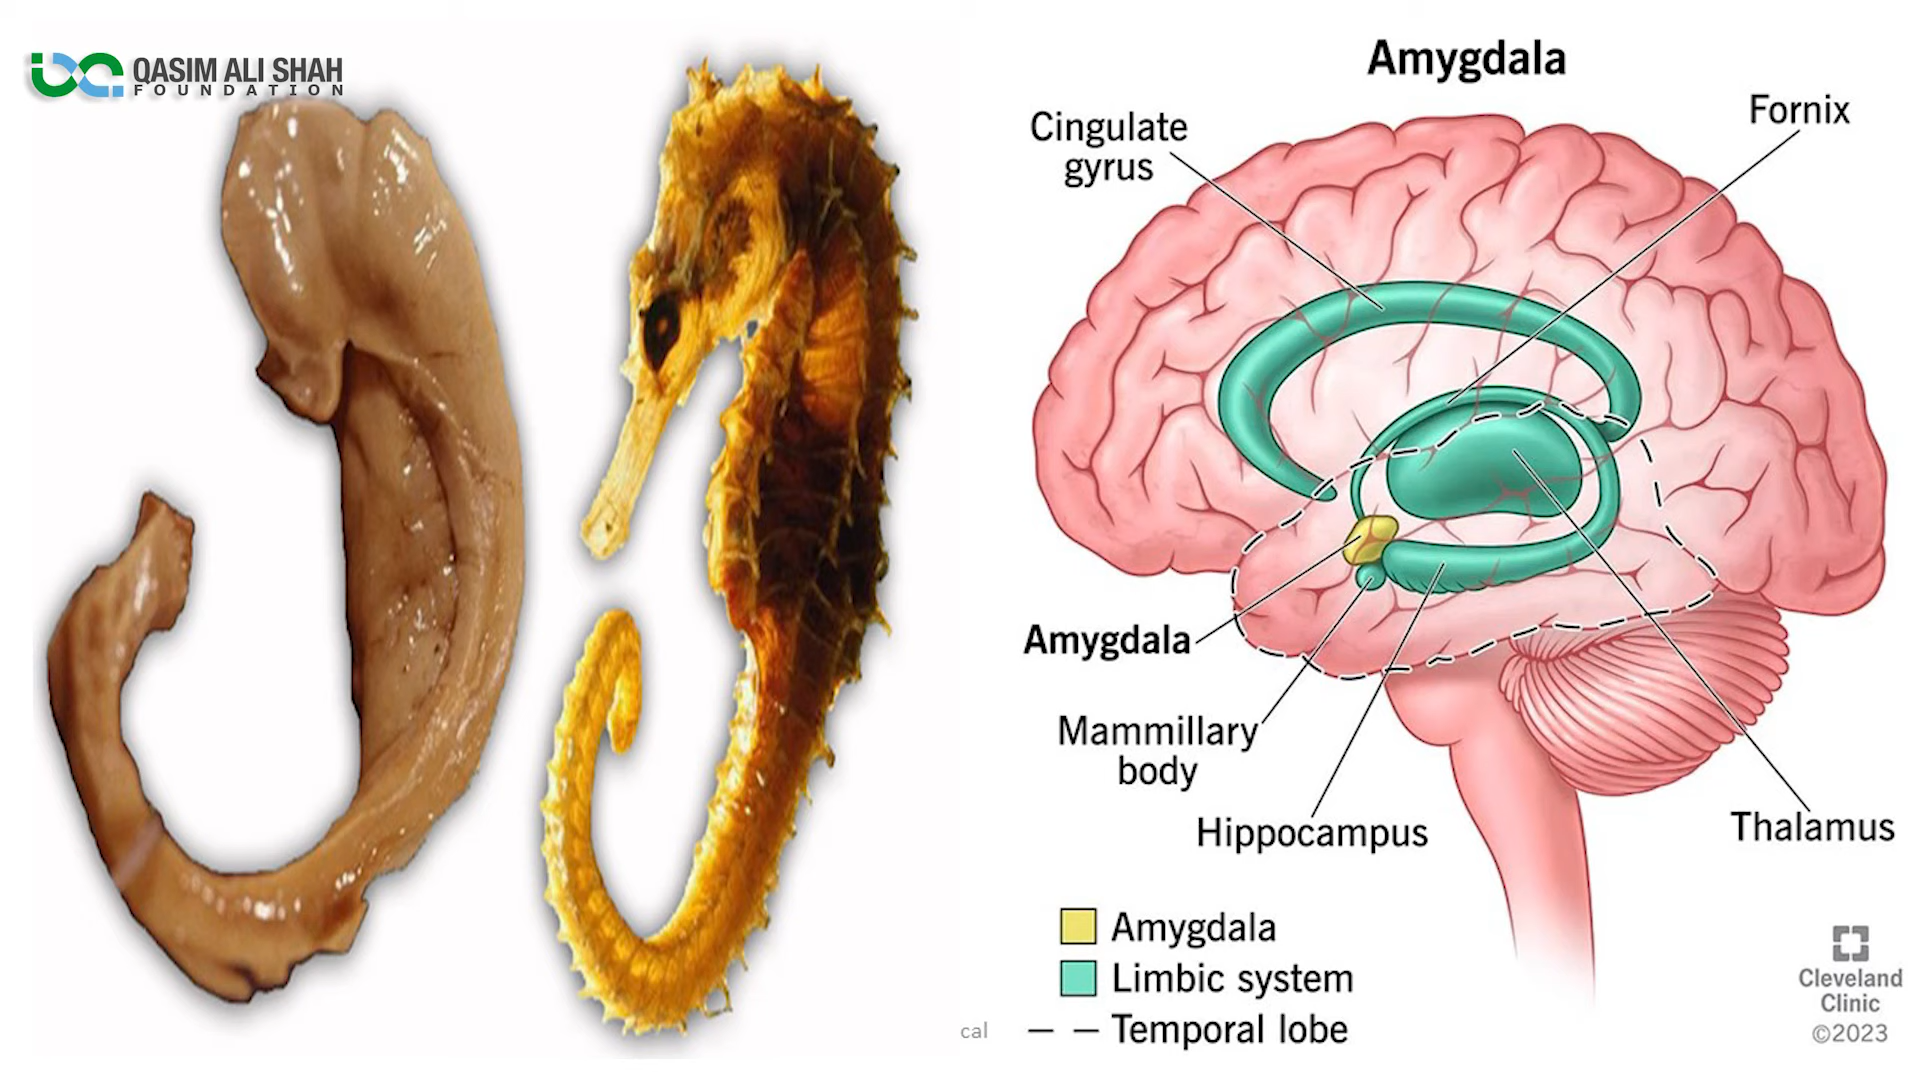 QASIM ALI SHAH
FOUNDATION
Amygdala
Cingulate
gyrus
Fornix
Amygdala
Mammillary
body
Hippocampus
Thalamus
Amygdala
Limbic system
Temporal lobe
cal
Cleveland
Clinic
©2023